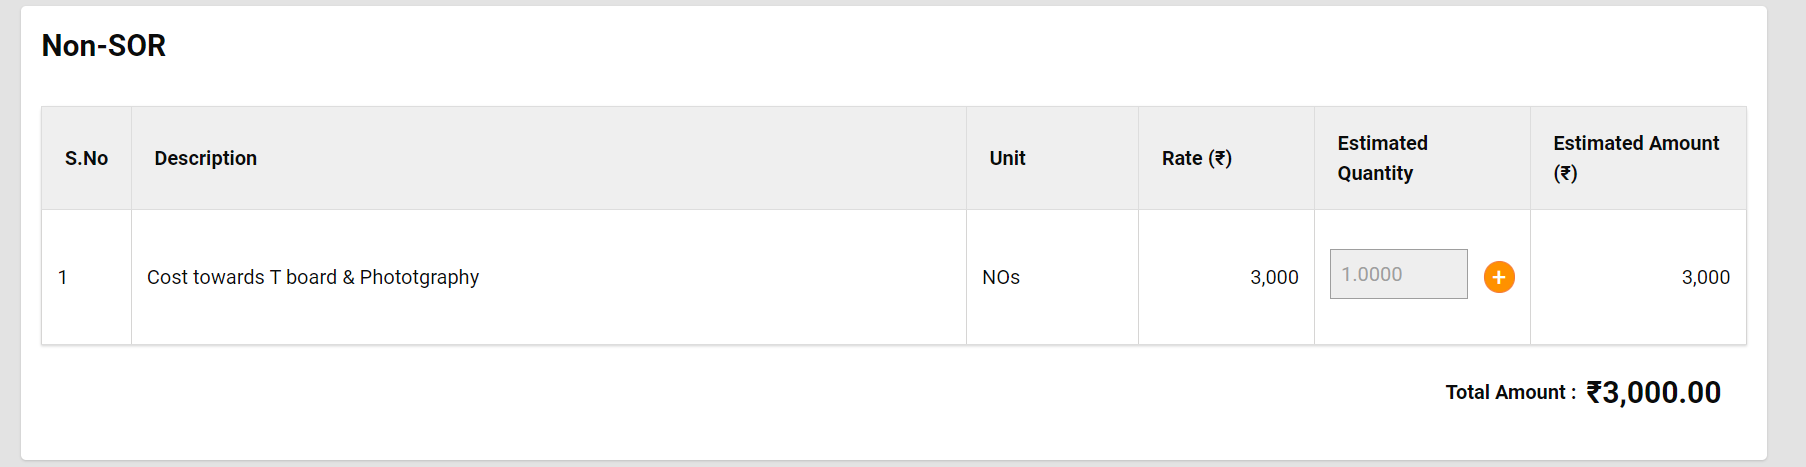 Non-SOR
S.No Description Unit Rate (₹) Estimated Quantity Estimated Amount (₹)
1 Cost towards T board & Phototgraphy NOs 3,000 1.0000 + 3,000
Total Amount : ₹3,000.00